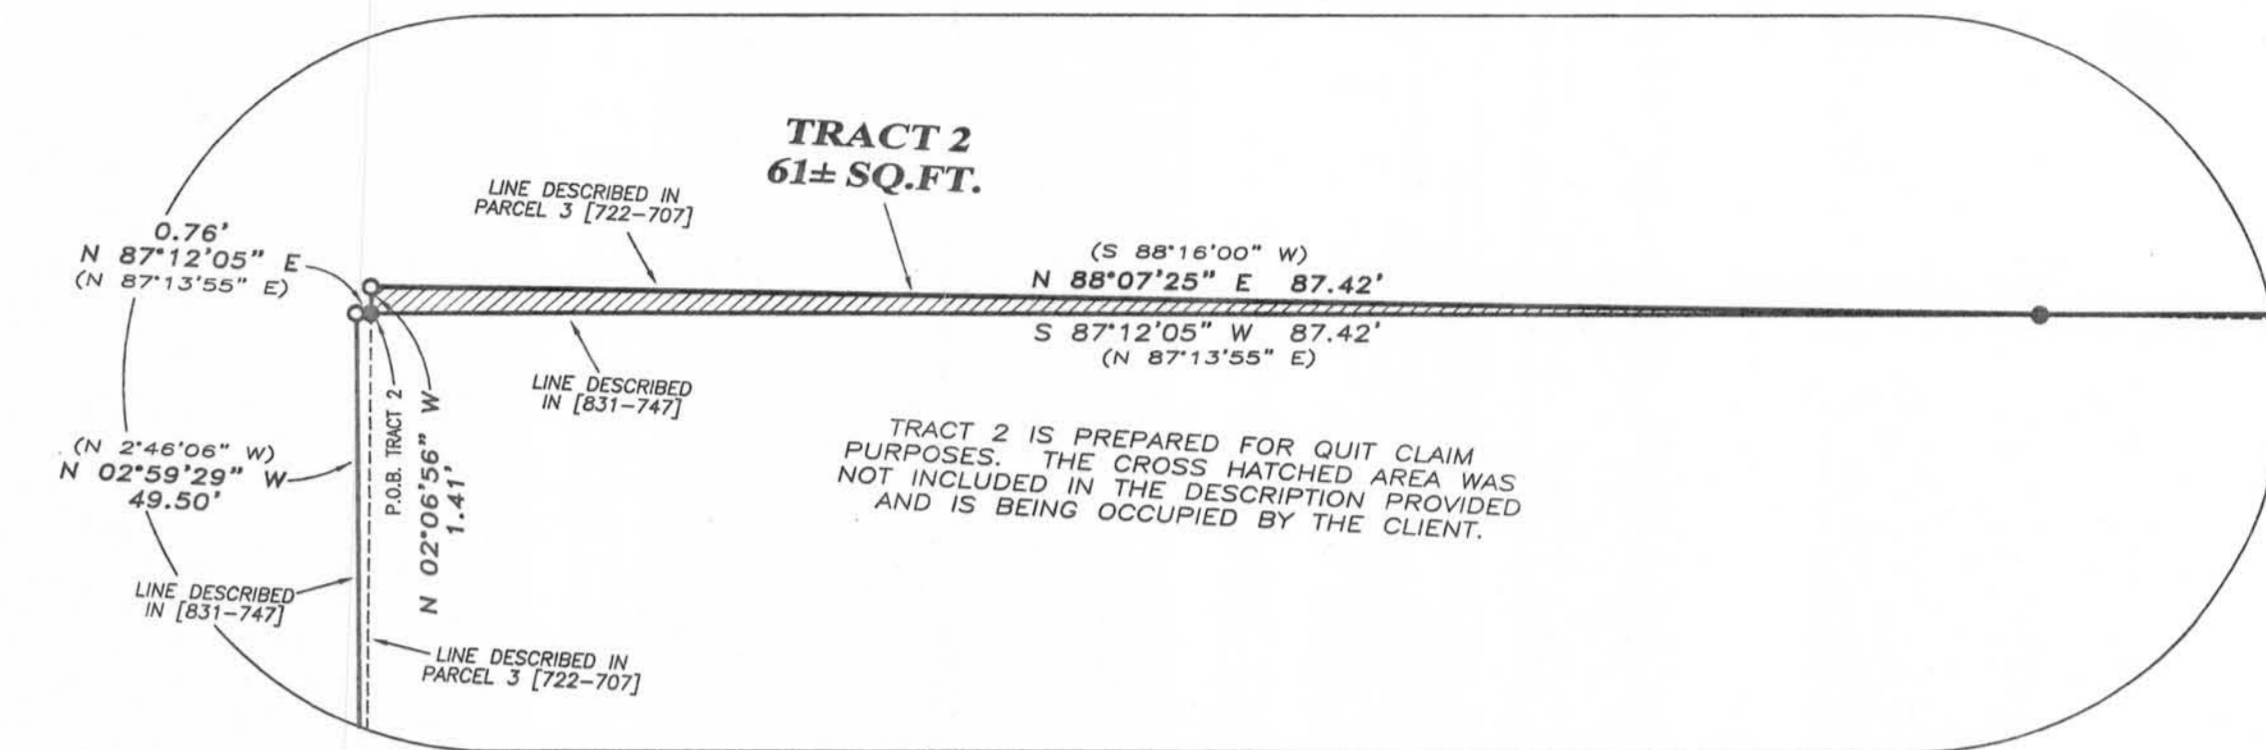 TRACT 2
61± SQ.FT.
LINE DESCRIBED IN
PARCEL 3 [722-707]
0.76'
N 87°12'05" E
(N 87°13'55" E)
(S 88°16'00" W)
N 88°07'25" E 87.42'
S 87°12'05" W 87.42'
(N 87°13'55" E)
LINE DESCRIBED
IN [831-747]
P.O.B. TRACT 2
N 02°06'56" W
1.41'
(N 2°46'06" W)
N 02°59'29" W
49.50'
TRACT 2 IS PREPARED FOR QUIT CLAIM
PURPOSES. THE CROSS HATCHED AREA WAS
NOT INCLUDED IN THE DESCRIPTION PROVIDED
AND IS BEING OCCUPIED BY THE CLIENT.
LINE DESCRIBED
IN [831-747]
LINE DESCRIBED IN
PARCEL 3 [722-707]